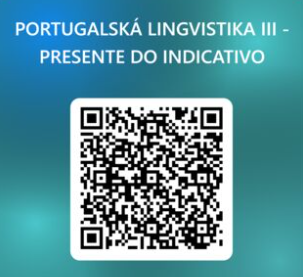 PORTUGALSKÁ LINGVISTIKA III -
PRESENTE DO INDICATIVO